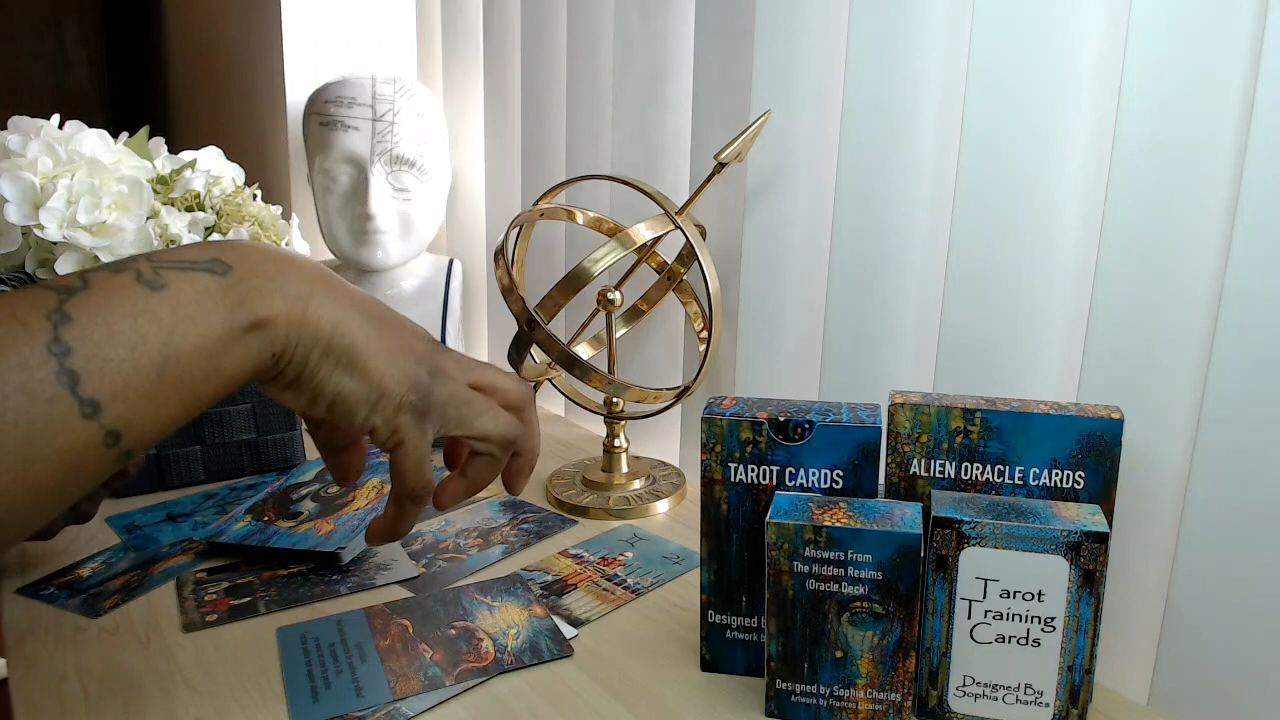 TAROT CARDS
Designed b
Artwork b
ALIEN ORACLE CARDS
Answers From
The Hidden Realms
(Oracle Deck)
Designed by Sophia Charles
Artwork by Frances Licatesi
Tarot
Training
Cards
Designed By
Sophia Charles